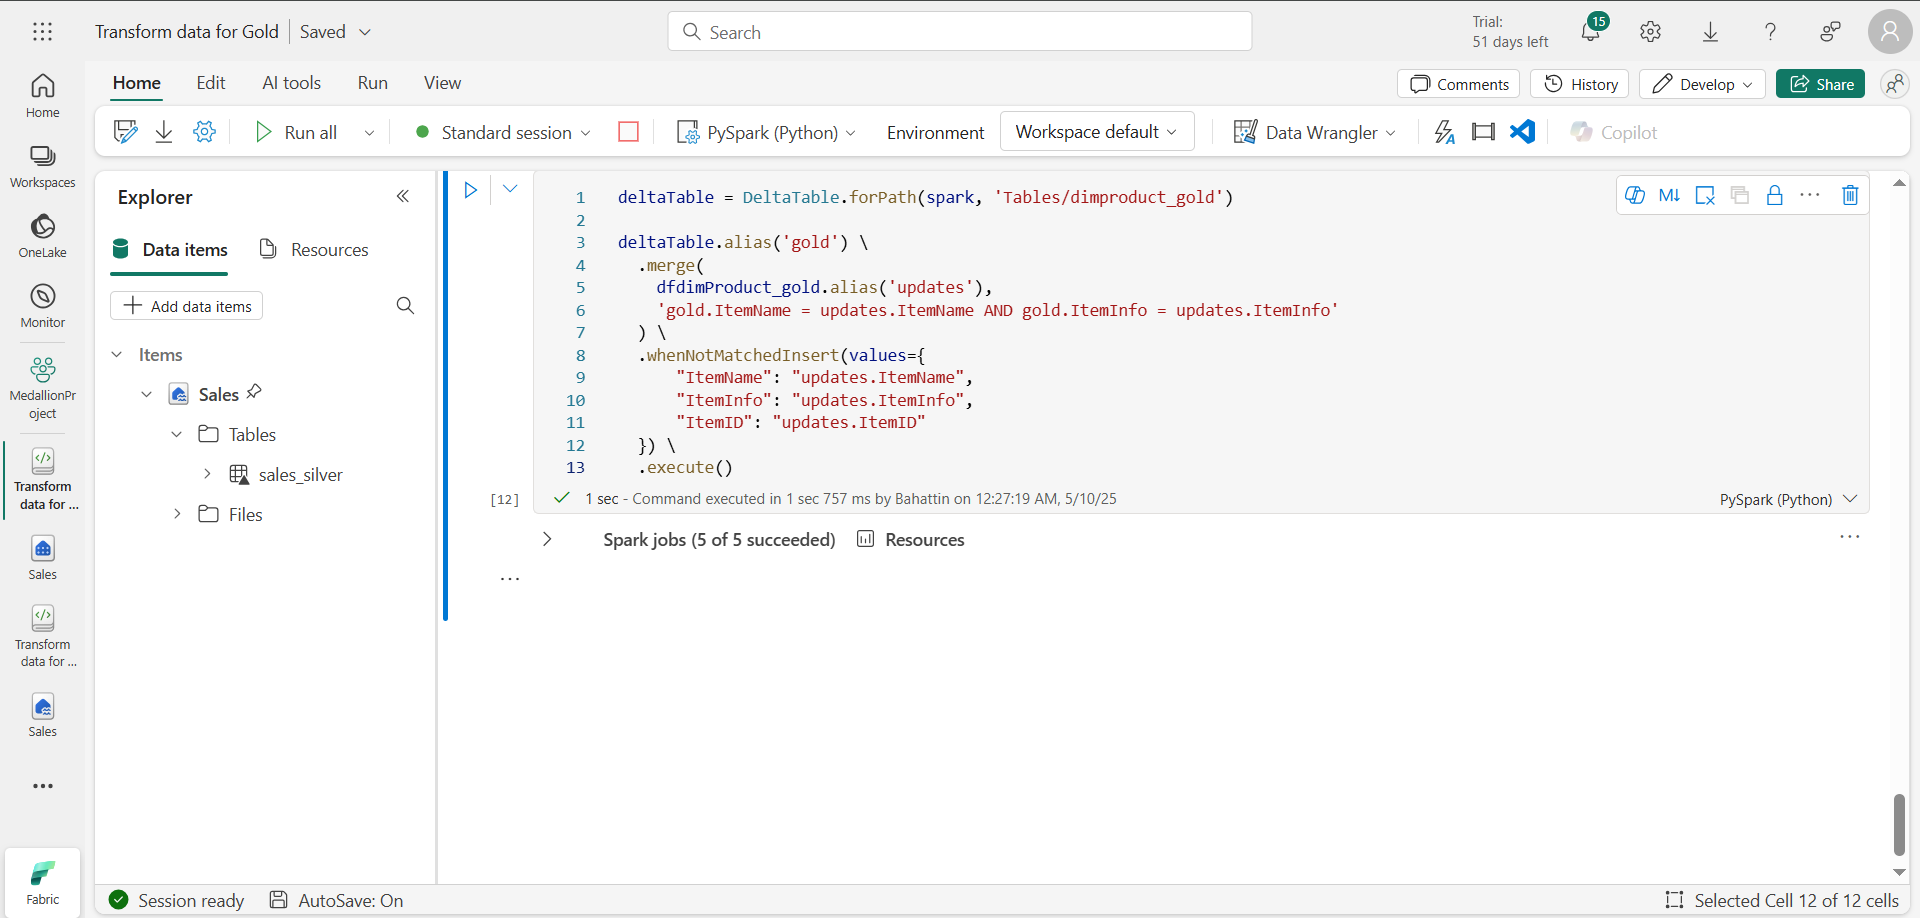 Transform data for Gold | Saved
Search
Trial:
51 days left
15
Home
Edit
AI tools
Run
View
Comments
History
Develop
Share
Run all
Standard session
PySpark (Python)
Environment
Workspace default
Data Wrangler
Copilot
Home
Workspaces
OneLake
Monitor
MedallionPr
oject
Transform
data for ...
Sales
Transform
data for ...
Sales
Fabric
Explorer
Data items
Resources
Add data items
Items
Sales
Tables
sales_silver
Files
1 deltaTable = DeltaTable.forPath(spark, 'Tables/dimproduct_gold')
2
3 deltaTable.alias('gold') \
4 .merge(
5 dfdimProduct_gold.alias('updates'),
6 'gold.ItemName = updates.ItemName AND gold.ItemInfo = updates.ItemInfo'
7 ) \
8 .whenNotMatchedInsert(values={
9 "ItemName": "updates.ItemName",
10 "ItemInfo": "updates.ItemInfo",
11 "ItemID": "updates.ItemID"
12 }) \
13 .execute()
M↓
[12]
1 sec - Command executed in 1 sec 757 ms by Bahattin on 12:27:19 AM, 5/10/25
PySpark (Python)
Spark jobs (5 of 5 succeeded)
Resources
Session ready
AutoSave: On
Selected Cell 12 of 12 cells